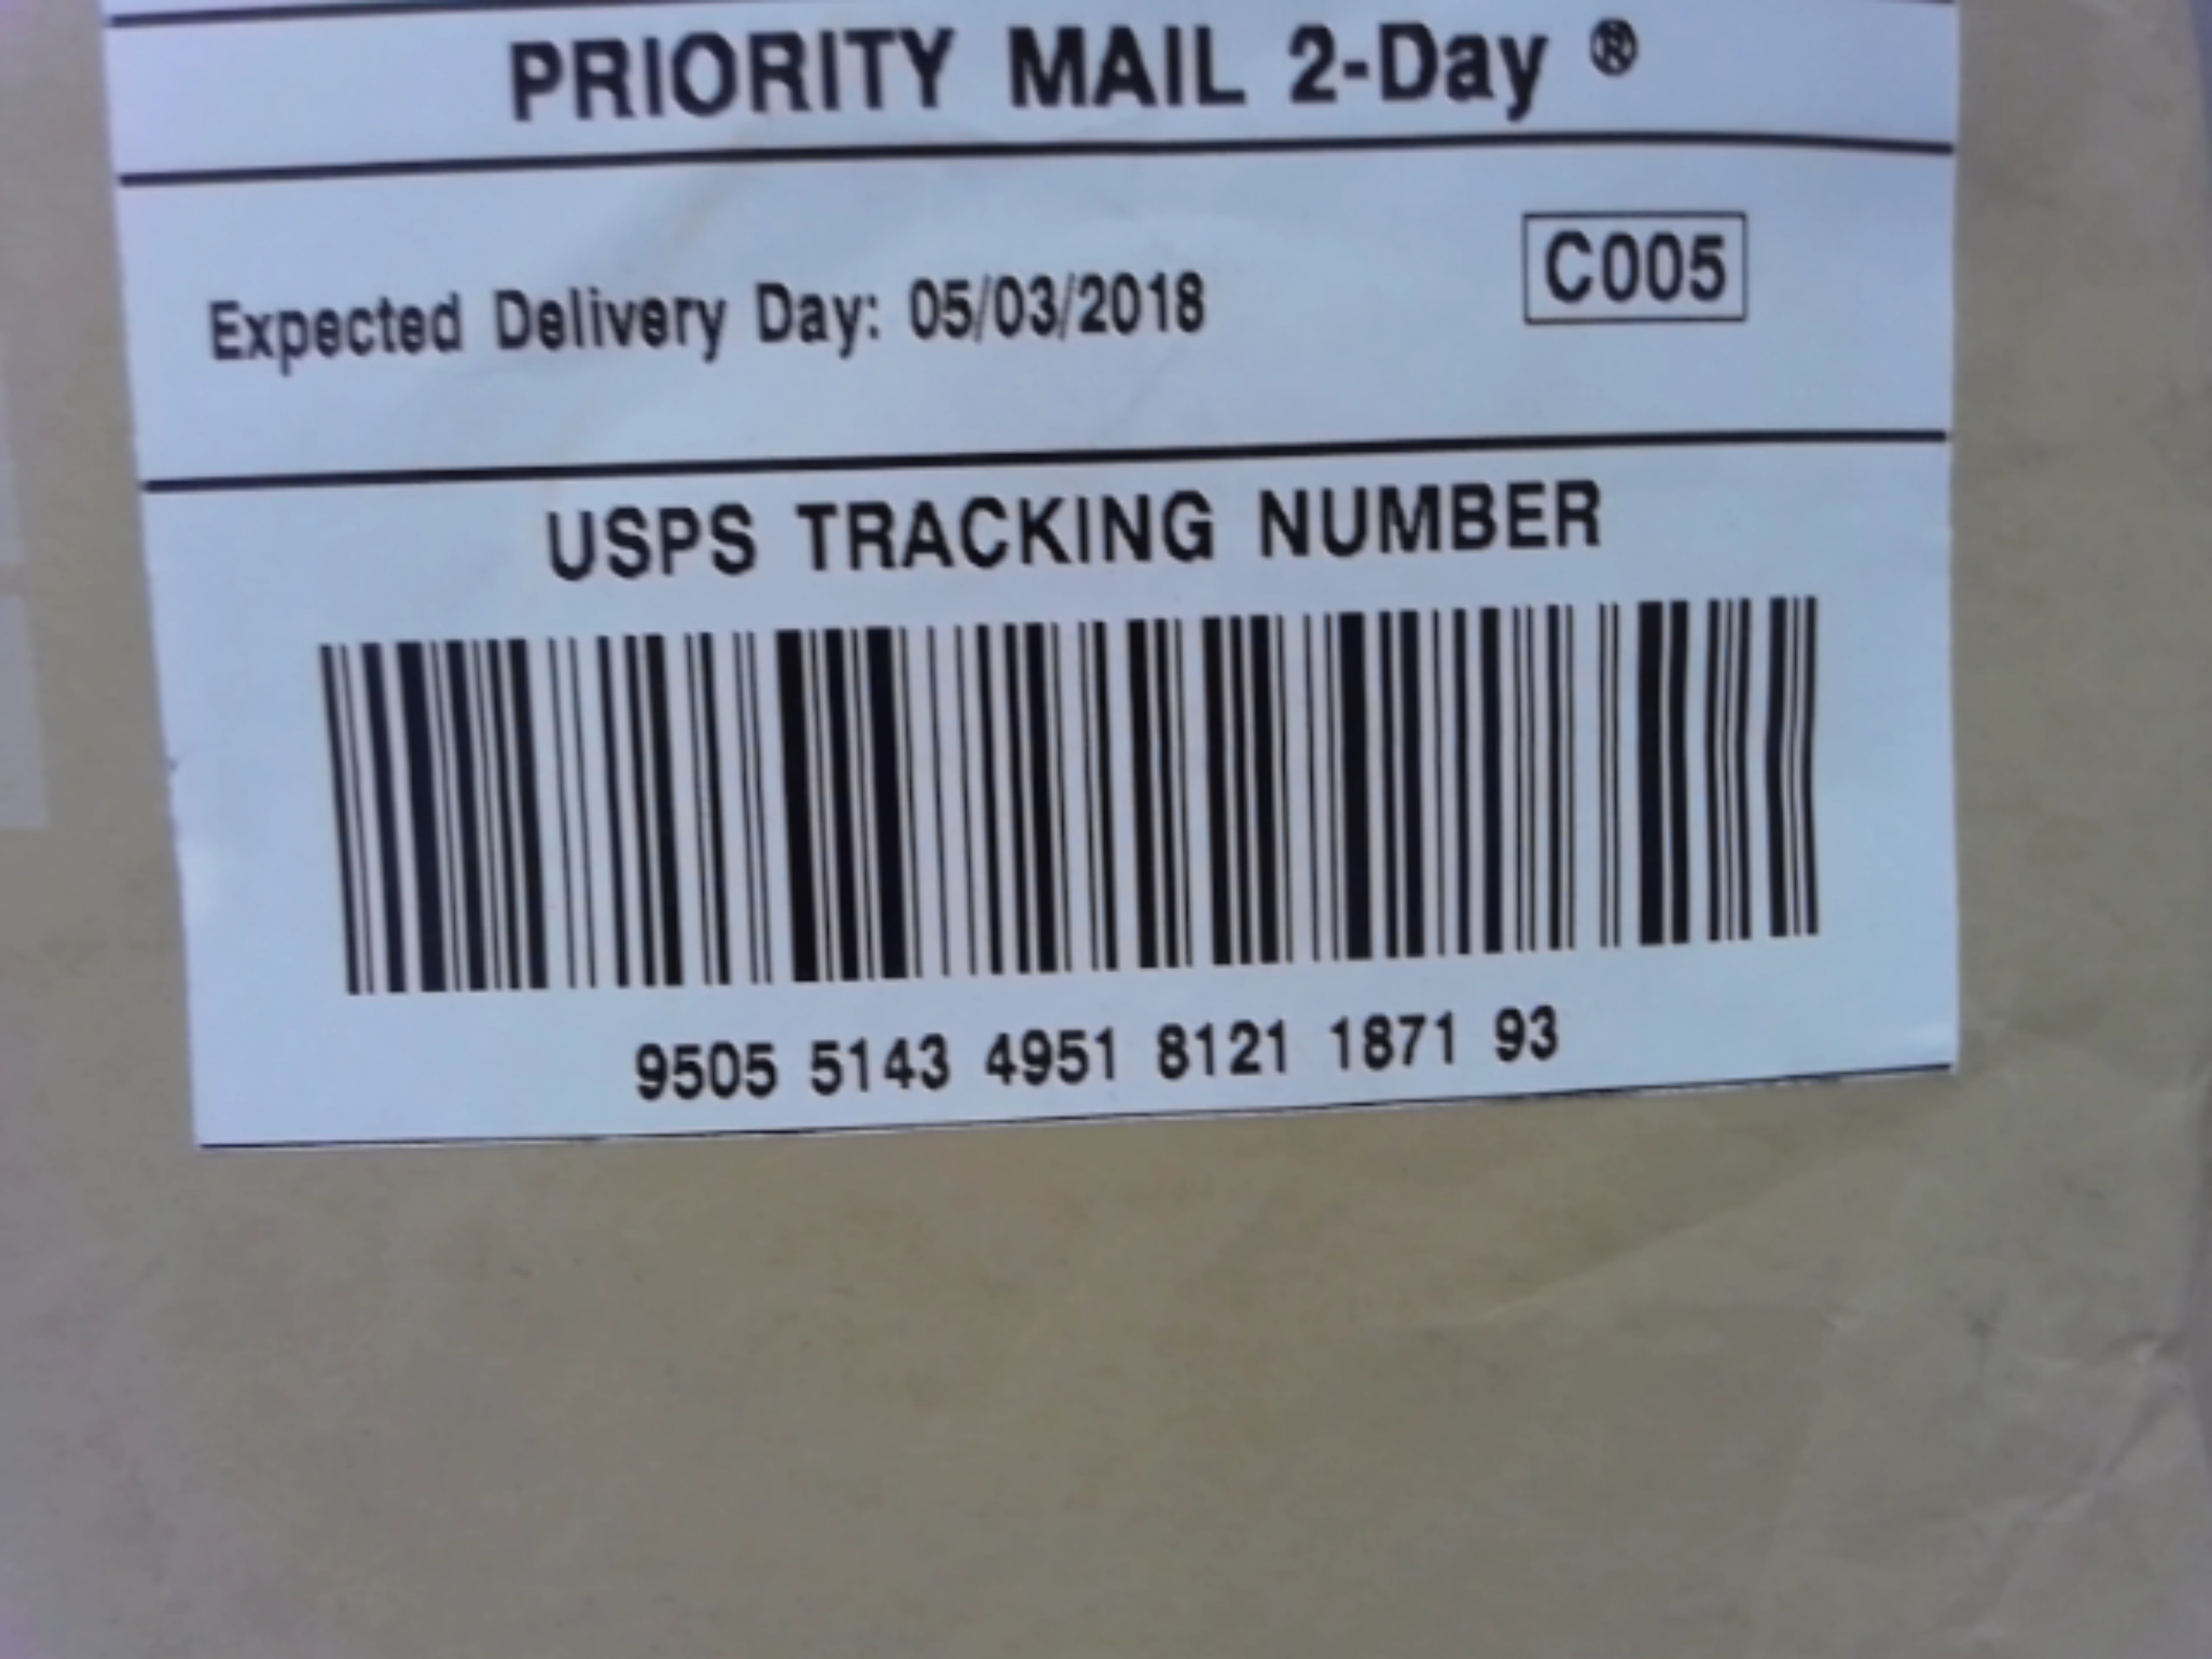 PRIORITY MAIL 2-Day ®
Expected Delivery Day: 05/03/2018
C005
USPS TRACKING NUMBER
9505 5143 4951 8121 1871 93